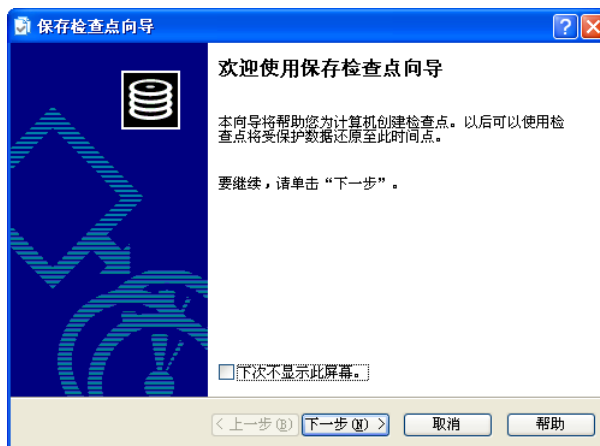 保存检查点向导
欢迎使用保存检查点向导
本向导将帮助您为计算机创建检查点。以后可以使用检
查点将受保护数据还原至此时间点。
要继续，请单击“下一步”。
下次不显示此屏幕。
< 上一步(B) 下一步(N) > 取消 帮助